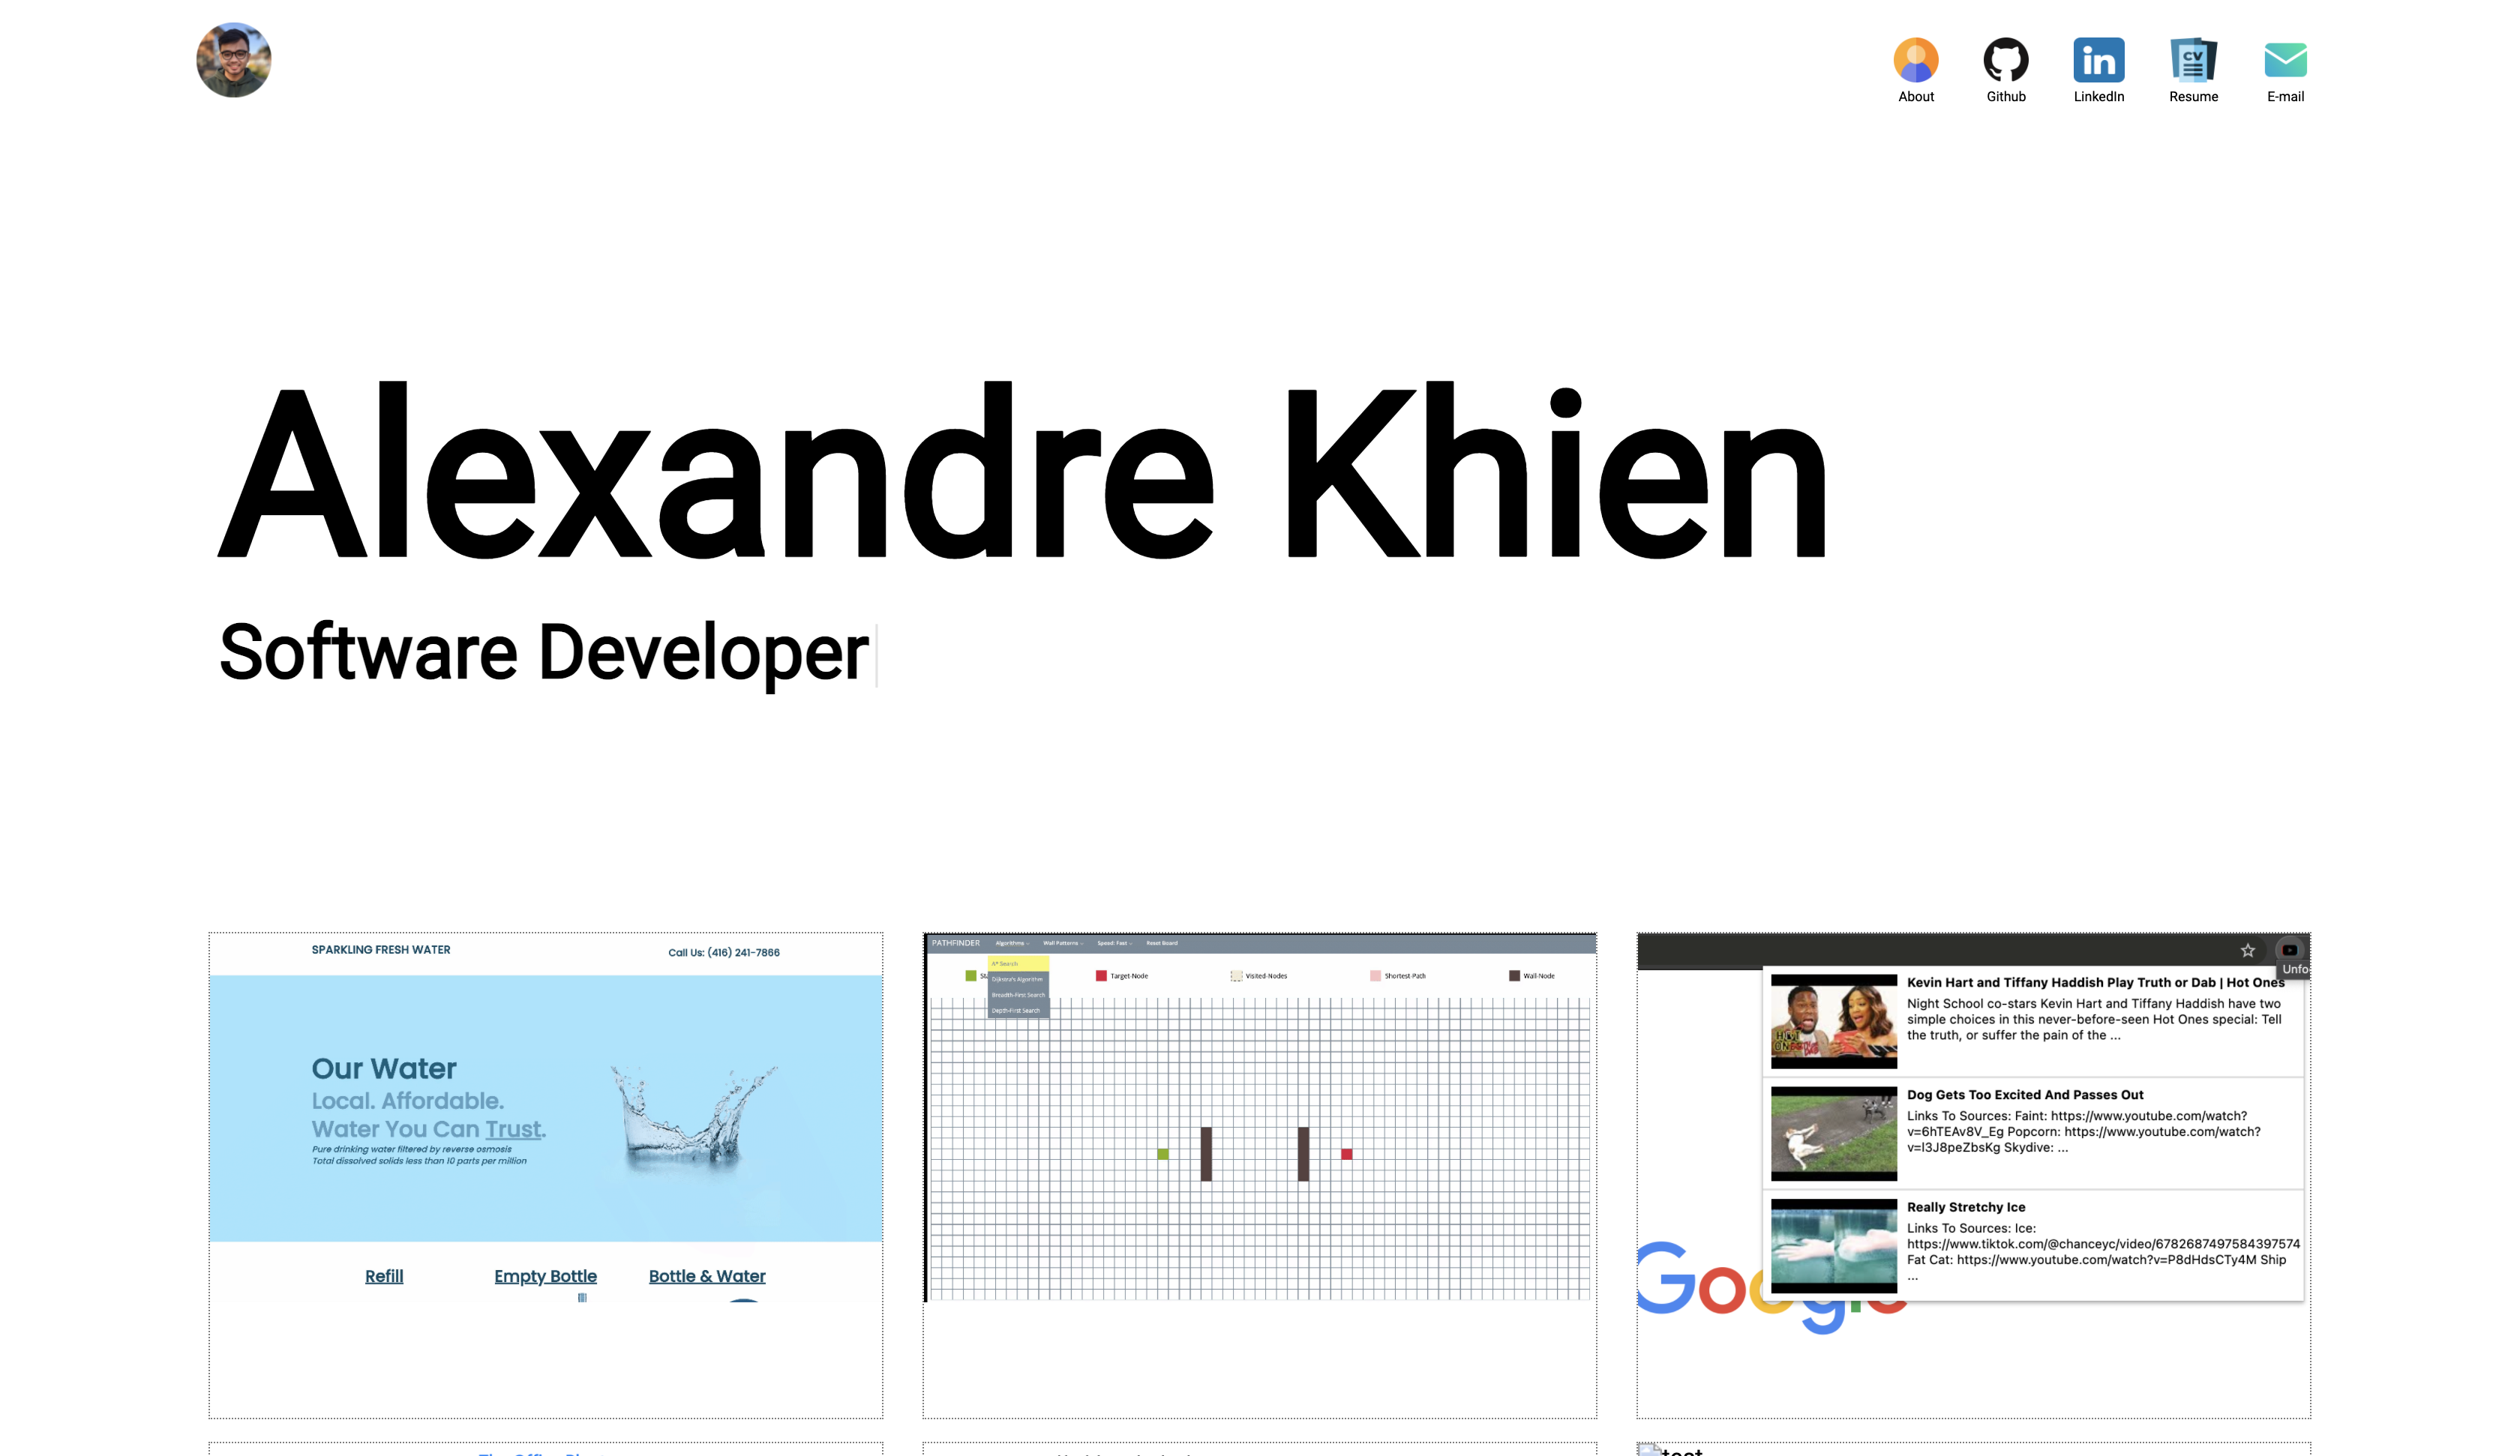 About
Github
LinkedIn
CV
Resume
E-mail
Alexandre Khien
Software Developer
SPARKLING FRESH WATER
Call Us: (416) 241-7866
Our Water
Local. Affordable.
Water You Can Trust.
Pure drinking water filtered by reverse osmosis
Total dissolved solids less than 10 parts per million
Refill
Empty Bottle
Bottle & Water
PATHFINDER
Algorithms
Wall Patterns
Speed: Fast
Reset Board
A* Search
Dijkstra's Algorithm
Breadth-First Search
Depth-First Search
Target-Node
Visited-Nodes
Shortest-Path
Wall-Node
Unfo
Kevin Hart and Tiffany Haddish Play Truth or Dab | Hot Ones
Night School co-stars Kevin Hart and Tiffany Haddish have two
simple choices in this never-before-seen Hot Ones special: Tell
the truth, or suffer the pain of the ...
HOT
ONES
Dog Gets Too Excited And Passes Out
Links To Sources: Faint: https://www.youtube.com/watch?
v=6hTEAv8V_Eg Popcorn: https://www.youtube.com/watch?
v=l3J8peZbsKg Skydive: ...
Really Stretchy Ice
Links To Sources: Ice:
https://www.tiktok.com/@chanceyc/video/6782687497584397574
Fat Cat: https://www.youtube.com/watch?v=P8dHdsCTy4M Ship
...
Google